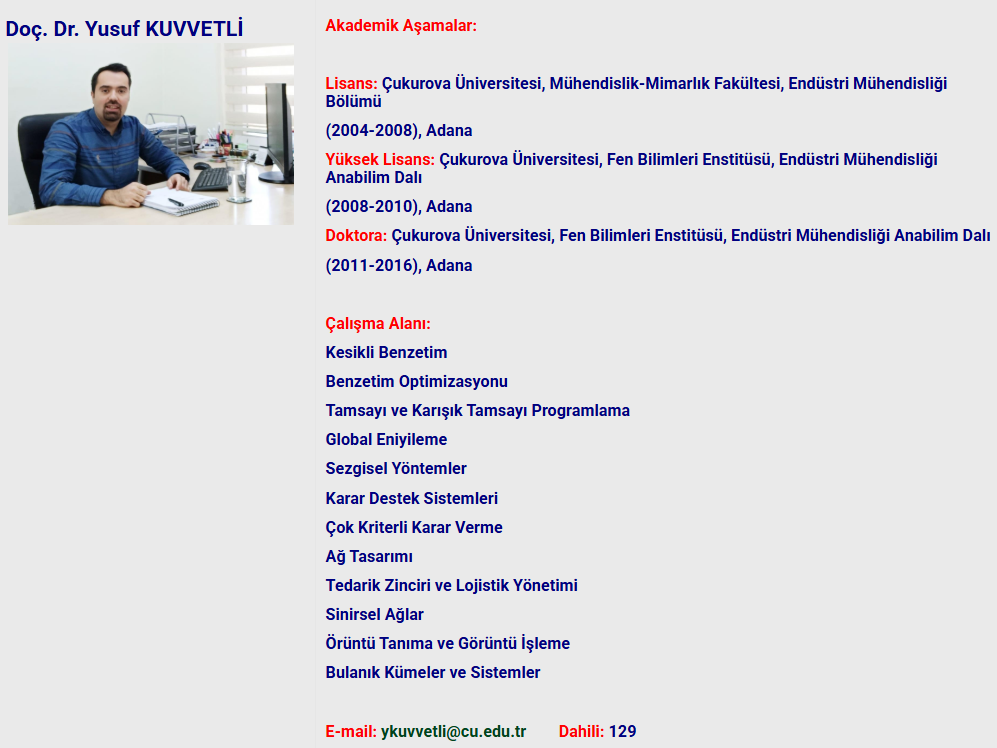 Doç. Dr. Yusuf KUVVETLİ
Akademik Aşamalar:
Lisans: Çukurova Üniversitesi, Mühendislik-Mimarlık Fakültesi, Endüstri Mühendisliği
Bölümü
(2004-2008), Adana
Yüksek Lisans: Çukurova Üniversitesi, Fen Bilimleri Enstitüsü, Endüstri Mühendisliği
Anabilim Dalı
(2008-2010), Adana
Doktora: Çukurova Üniversitesi, Fen Bilimleri Enstitüsü, Endüstri Mühendisliği Anabilim Dalı
(2011-2016), Adana
Çalışma Alanı:
Kesikli Benzetim
Benzetim Optimizasyonu
Tamsayı ve Karışık Tamsayı Programlama
Global Eniyileme
Sezgisel Yöntemler
Karar Destek Sistemleri
Çok Kriterli Karar Verme
Ağ Tasarımı
Tedarik Zinciri ve Lojistik Yönetimi
Sinirsel Ağlar
Örüntü Tanıma ve Görüntü İşleme
Bulanık Kümeler ve Sistemler
E-mail: ykuvvetli@cu.edu.tr Dahili: 129